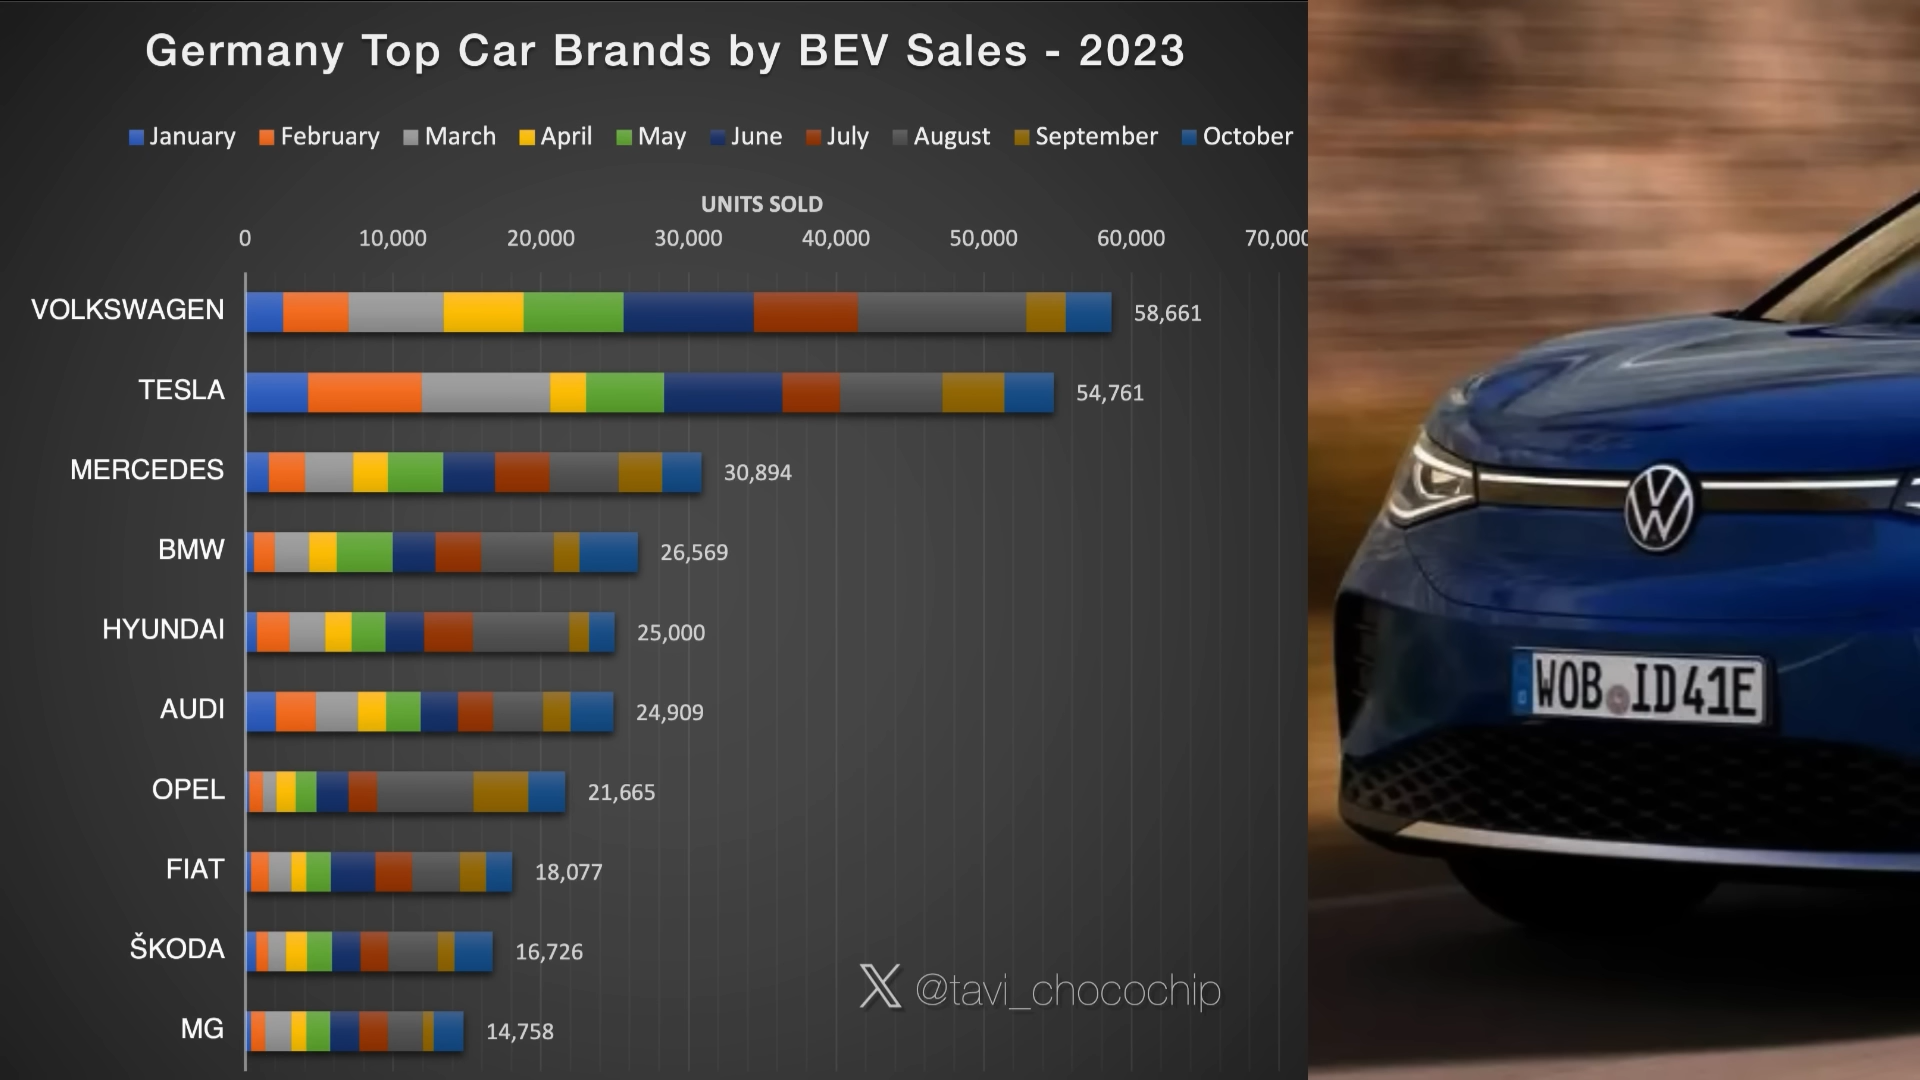 Germany Top Car Brands by BEV Sales - 2023
January February March April May June July August September October
UNITS SOLD
0 10,000 20,000 30,000 40,000 50,000 60,000 70,000
VOLKSWAGEN 58,661
TESLA 54,761
MERCEDES 30,894
BMW 26,569
HYUNDAI 25,000
AUDI 24,909
OPEL 21,665
FIAT 18,077
ŠKODA 16,726
MG 14,758
X @tavi_chocochip
VW
WOB ID41E